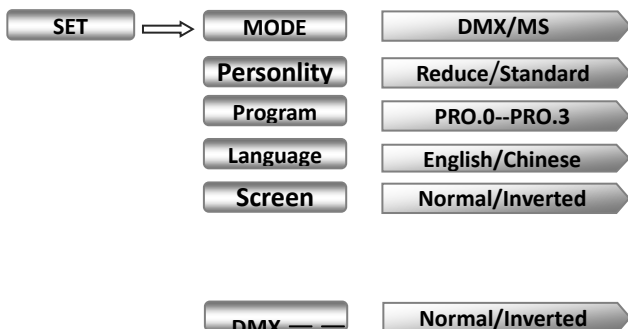 SET MODE DMX/MS
Personlity Reduce/Standard
Program PRO.0--PRO.3
Language English/Chinese
Screen Normal/Inverted
DMX — — Normal/Inverted